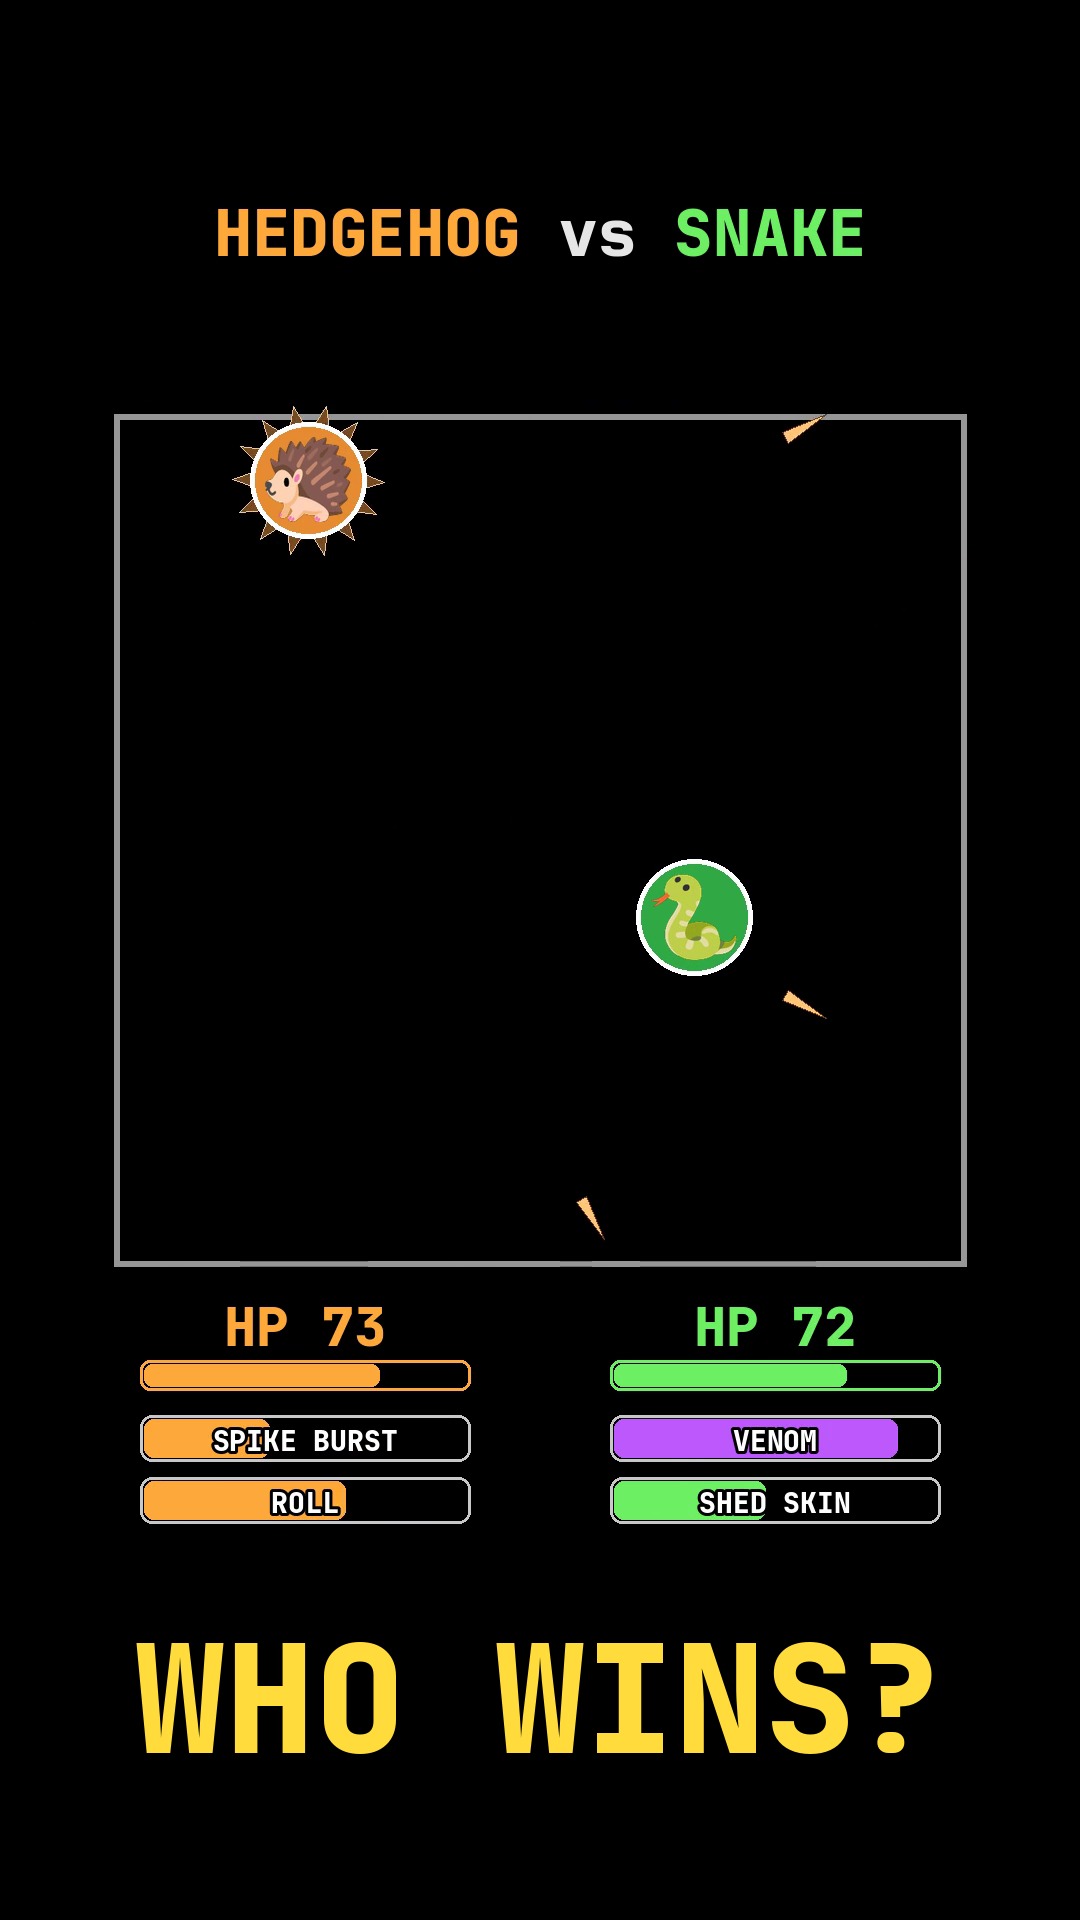 HEDGEHOG vs SNAKE
HP 73
HP 72
SPIKE BURST
VENOM
ROLL
SHED SKIN
WHO WINS?